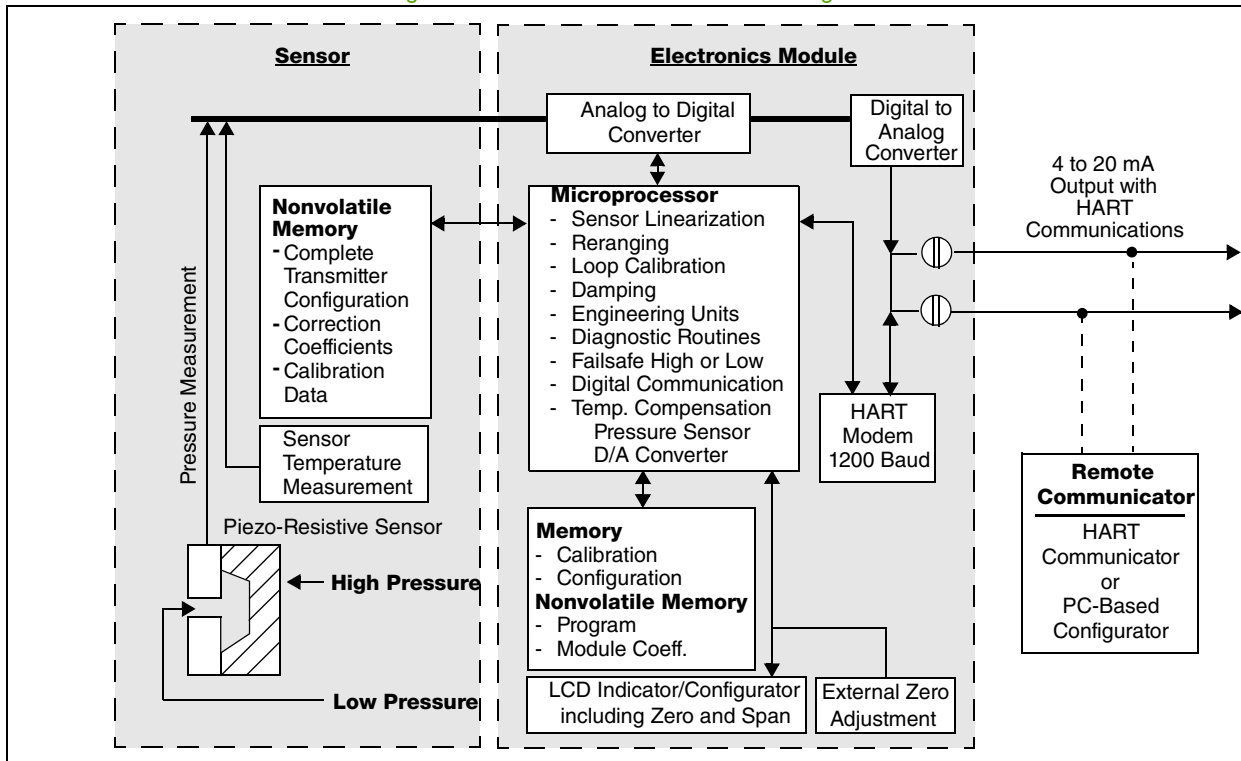 Sensor
Pressure Measurement
Nonvolatile
Memory
- Complete
Transmitter
Configuration
- Correction
Coefficients
- Calibration
Data
Sensor
Temperature
Measurement
Piezo-Resistive Sensor
High Pressure
Low Pressure
Electronics Module
Analog to Digital
Converter
Digital to
Analog
Converter
Microprocessor
- Sensor Linearization
- Reranging
- Loop Calibration
- Damping
- Engineering Units
- Diagnostic Routines
- Failsafe High or Low
- Digital Communication
- Temp. Compensation
Pressure Sensor
D/A Converter
HART
Modem
1200 Baud
Memory
- Calibration
- Configuration
Nonvolatile Memory
- Program
- Module Coeff.
LCD Indicator/Configurator
including Zero and Span
External Zero
Adjustment
4 to 20 mA
Output with
HART
Communications
Remote
Communicator
HART
Communicator
or
PC-Based
Configurator